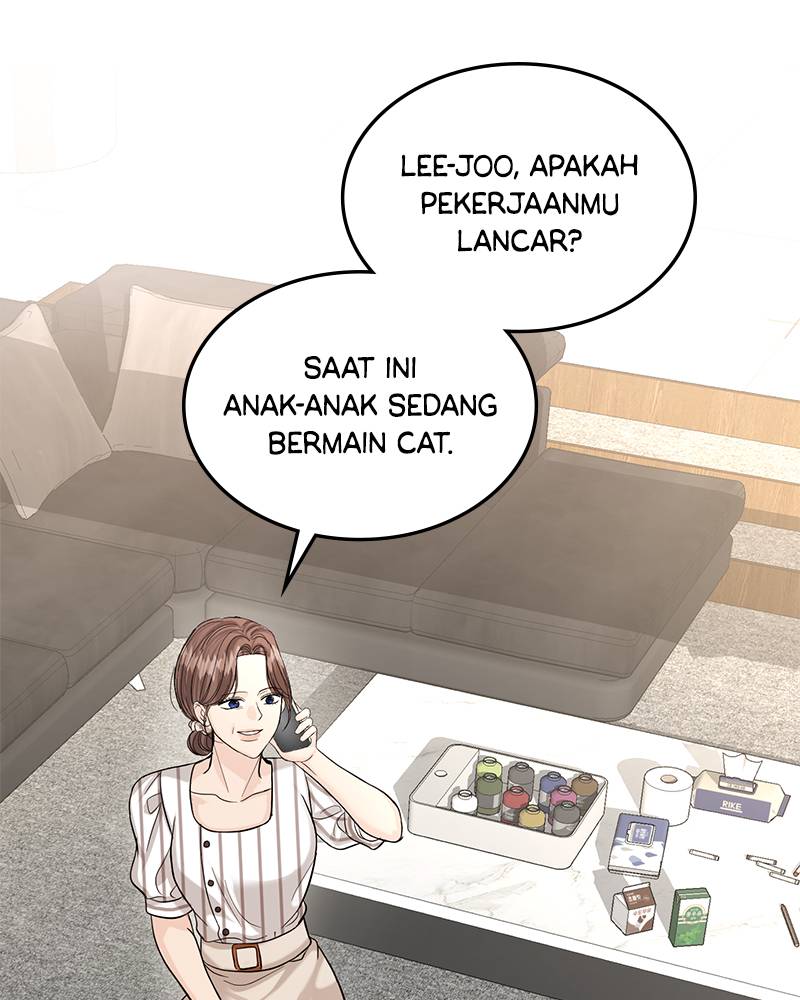 LEE-JOO, APAKAH
PEKERJAANMU
LANCAR?
SAAT INI
ANAK-ANAK SEDANG
BERMAIN CAT.
RIKE